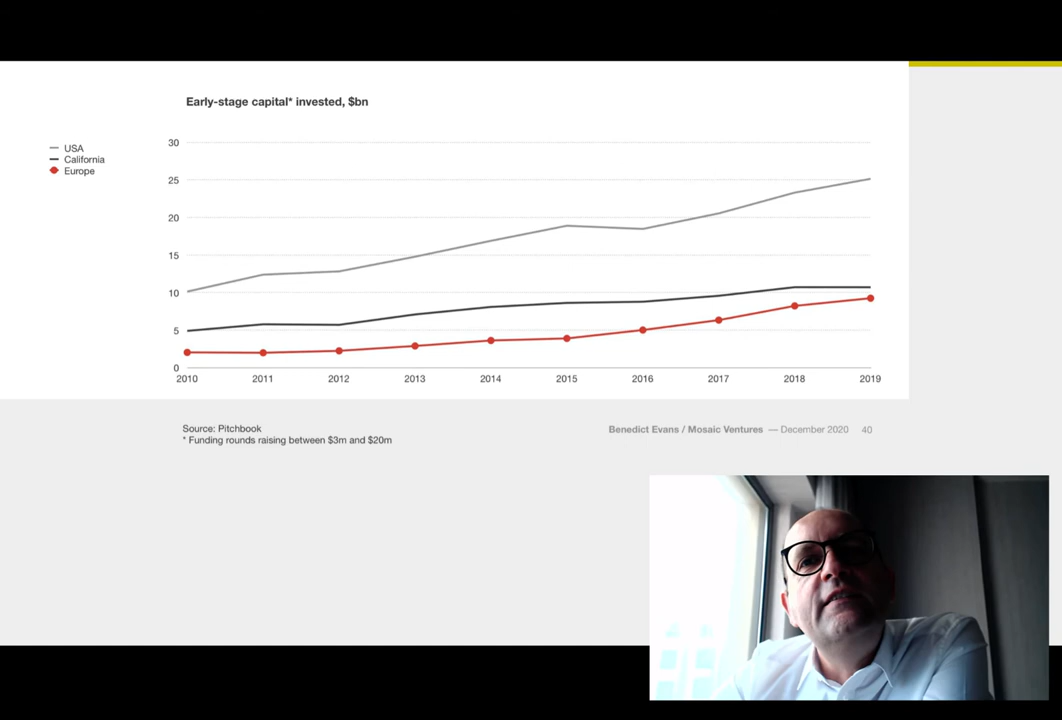 Early-stage capital* invested, $bn
USA
California
Europe
30
25
20
15
10
5
0
2010 2011 2012 2013 2014 2015 2016 2017 2018 2019
Source: Pitchbook
* Funding rounds raising between $3m and $20m
Benedict Evans / Mosaic Ventures — December 2020 40